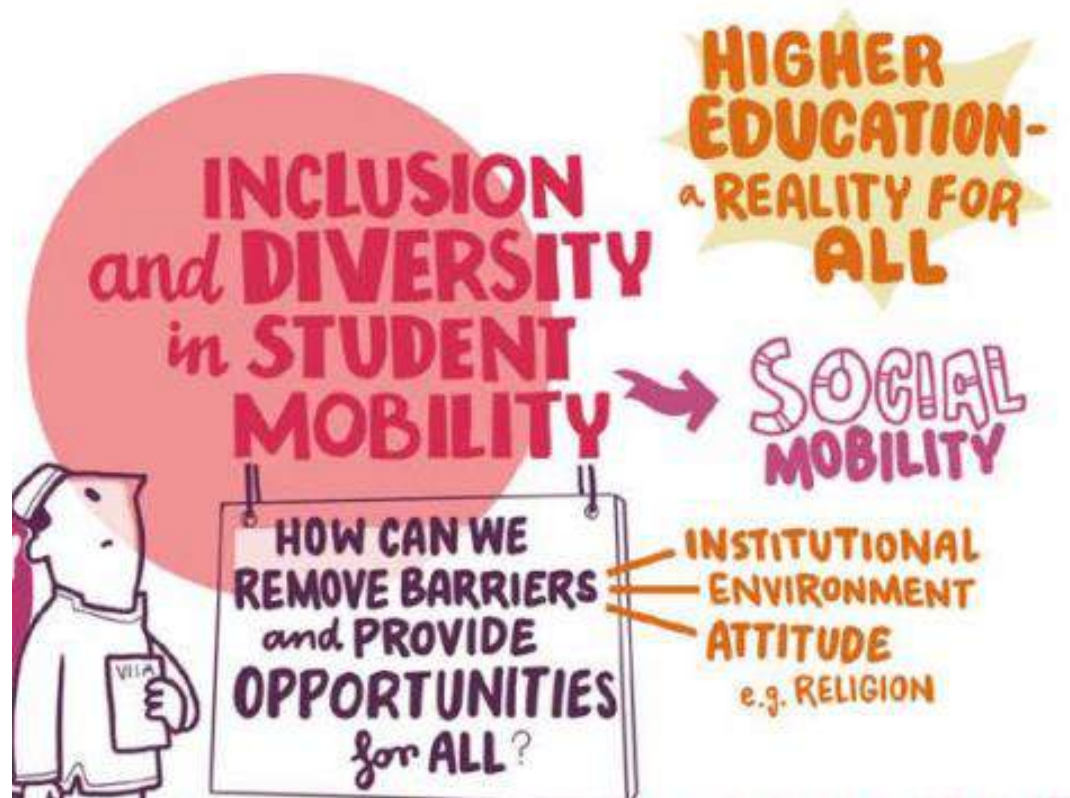 INCLUSION
and DIVERSITY
in STUDENT
MOBILITY
HIGHER
EDUCATION-
a REALITY FOR
ALL
SOCIAL
MOBILITY
HOW CAN WE
REMOVE BARRIERS
and PROVIDE
OPPORTUNITIES
for ALL?
INSTITUTIONAL
ENVIRONMENT
ATTITUDE
e.g. RELIGION
VISA